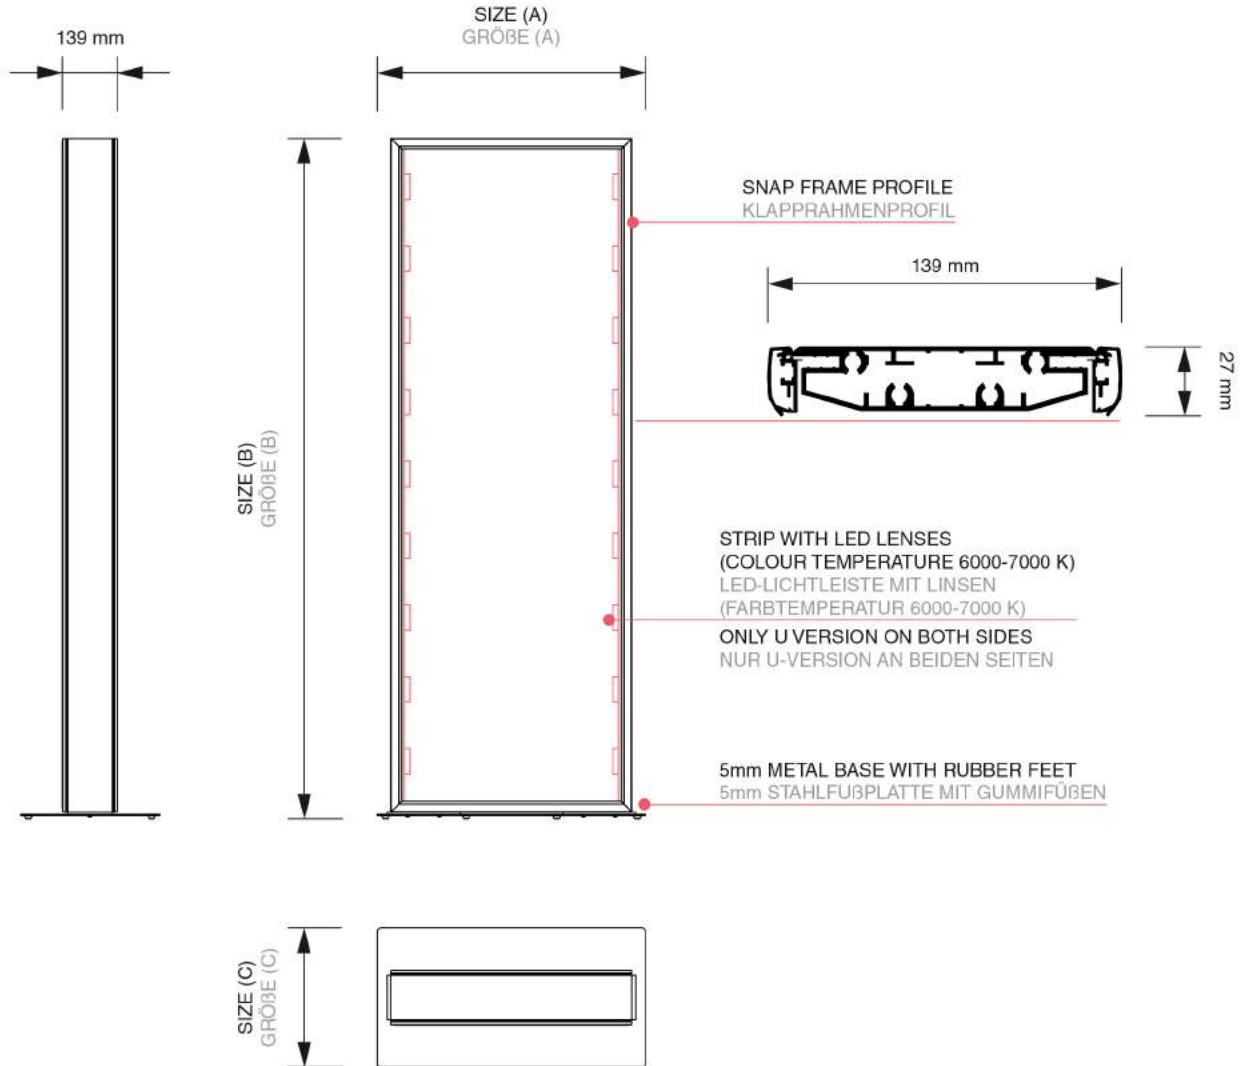 SIZE (A)
GRÖßE (A)
139 mm
SNAP FRAME PROFILE
KLAPPRAHMENPROFIL
139 mm
27 mm
SIZE (B)
GRÖßE (B)
STRIP WITH LED LENSES
(COLOUR TEMPERATURE 6000-7000 K)
LED-LICHTLEISTE MIT LINSEN
(FARBTEMPERATUR 6000-7000 K)
ONLY U VERSION ON BOTH SIDES
NUR U-VERSION AN BEIDEN SEITEN
5mm METAL BASE WITH RUBBER FEET
5mm STAHLFUßPLATTE MIT GUMMIFÜßEN
SIZE (C)
GRÖßE (C)